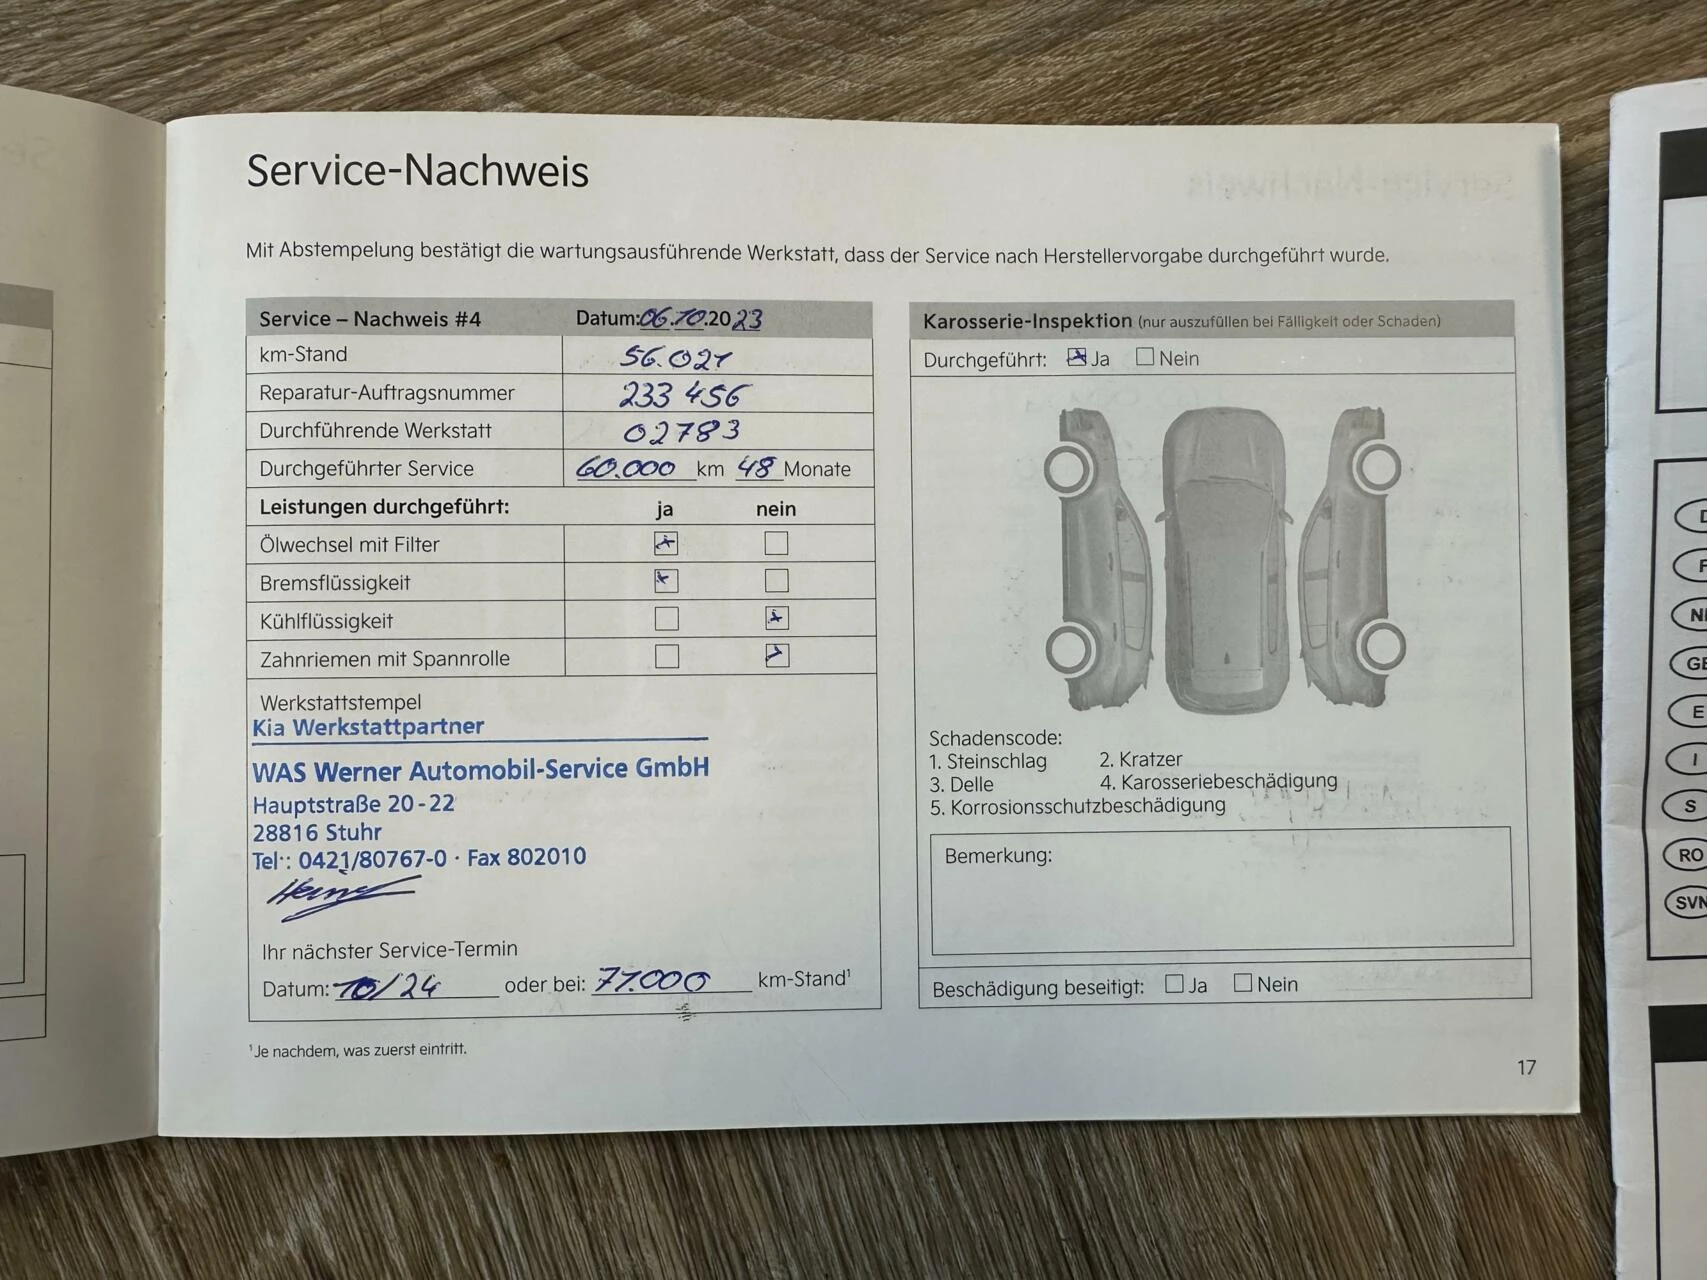 Service-Nachweis
Mit Abstempelung bestätigt die wartungsausführende Werkstatt, dass der Service nach Herstellervorgabe durchgeführt wurde.
Service – Nachweis #4 Datum: 06.10.2023
km-Stand 56.021
Reparatur-Auftragsnummer 233 456
Durchführende Werkstatt 02783
Durchgeführter Service 60.000 km 48 Monate
Leistungen durchgeführt: ja nein
Ölwechsel mit Filter
Bremsflüssigkeit
Kühlflüssigkeit
Zahnriemen mit Spannrolle
Werkstattstempel
Kia Werkstattpartner
WAS Werner Automobil-Service GmbH
Hauptstraße 20-22
28816 Stuhr
Tel.: 0421/80767-0 · Fax 802010
Ihr nächster Service-Termin
Datum: 10/24 oder bei: 71.000 km-Stand¹
¹Je nachdem, was zuerst eintritt.
Karosserie-Inspektion (nur auszufüllen bei Fälligkeit oder Schaden)
Durchgeführt: Ja Nein
Schadenscode:
1. Steinschlag 2. Kratzer
3. Delle 4. Karosseriebeschädigung
5. Korrosionsschutzbeschädigung
Bemerkung:
Beschädigung beseitigt: Ja Nein
17
GE
E
I
S
RO
SVN